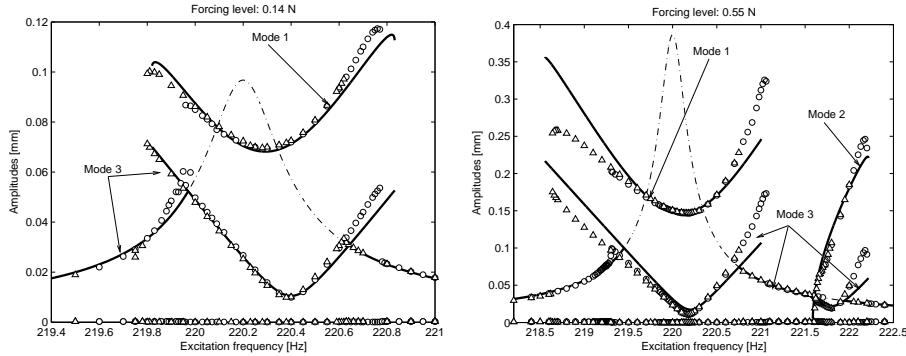 Forcing level: 0.14 N
0.12
0.1
0.08
0.06
0.04
0.02
0
Amplitudes [mm]
Mode 1
Mode 3
219.4 219.6 219.8 220 220.2 220.4 220.6 220.8 221
Excitation frequency [Hz]
Forcing level: 0.55 N
0.4
0.35
0.3
0.25
0.2
0.15
0.1
0.05
0
Amplitudes [mm]
Mode 1
Mode 2
Mode 3
218.5 219 219.5 220 220.5 221 221.5 222 222.5
Excitation frequency [Hz]